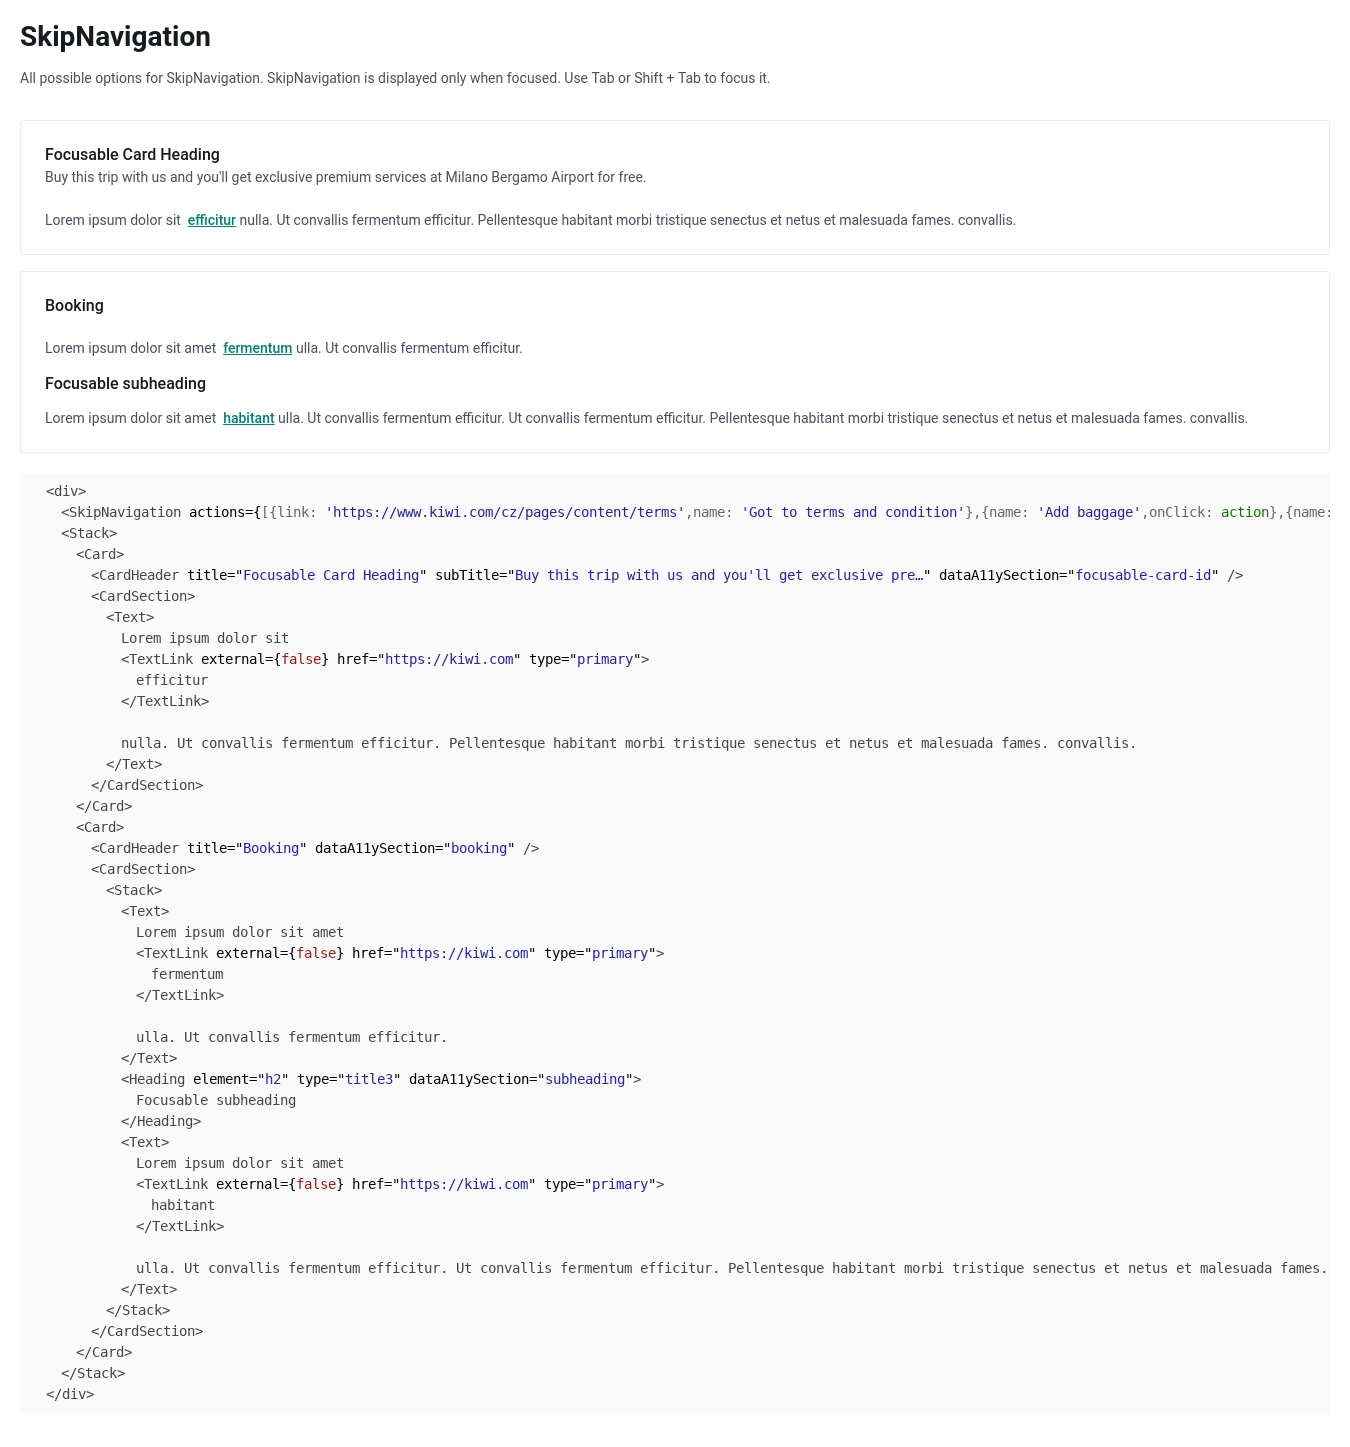 SkipNavigation
All possible options for SkipNavigation. SkipNavigation is displayed only when focused. Use Tab or Shift + Tab to focus it.
Focusable Card Heading
Buy this trip with us and you'll get exclusive premium services at Milano Bergamo Airport for free.
Lorem ipsum dolor sit efficitur nulla. Ut convallis fermentum efficitur. Pellentesque habitant morbi tristique senectus et netus et malesuada fames. convallis.
Booking
Lorem ipsum dolor sit amet fermentum ulla. Ut convallis fermentum efficitur.
Focusable subheading
Lorem ipsum dolor sit amet habitant ulla. Ut convallis fermentum efficitur. Ut convallis fermentum efficitur. Pellentesque habitant morbi tristique senectus et netus et malesuada fames. convallis.
<div>
<SkipNavigation actions={[{link: 'https://www.kiwi.com/cz/pages/content/terms',name: 'Got to terms and condition'},{name: 'Add baggage',onClick: action},{name:
<Stack>
<Card>
<CardHeader title="Focusable Card Heading" subTitle="Buy this trip with us and you'll get exclusive pre…" dataA11ySection="focusable-card-id" />
<CardSection>
<Text>
Lorem ipsum dolor sit
<TextLink external={false} href="https://kiwi.com" type="primary">
efficitur
</TextLink>
nulla. Ut convallis fermentum efficitur. Pellentesque habitant morbi tristique senectus et netus et malesuada fames. convallis.
</Text>
</CardSection>
</Card>
<Card>
<CardHeader title="Booking" dataA11ySection="booking" />
<CardSection>
<Stack>
<Text>
Lorem ipsum dolor sit amet
<TextLink external={false} href="https://kiwi.com" type="primary">
fermentum
</TextLink>
ulla. Ut convallis fermentum efficitur.
</Text>
<Heading element="h2" type="title3" dataA11ySection="subheading">
Focusable subheading
</Heading>
<Text>
Lorem ipsum dolor sit amet
<TextLink external={false} href="https://kiwi.com" type="primary">
habitant
</TextLink>
ulla. Ut convallis fermentum efficitur. Ut convallis fermentum efficitur. Pellentesque habitant morbi tristique senectus et netus et malesuada fames.
</Text>
</Stack>
</CardSection>
</Card>
</Stack>
</div>